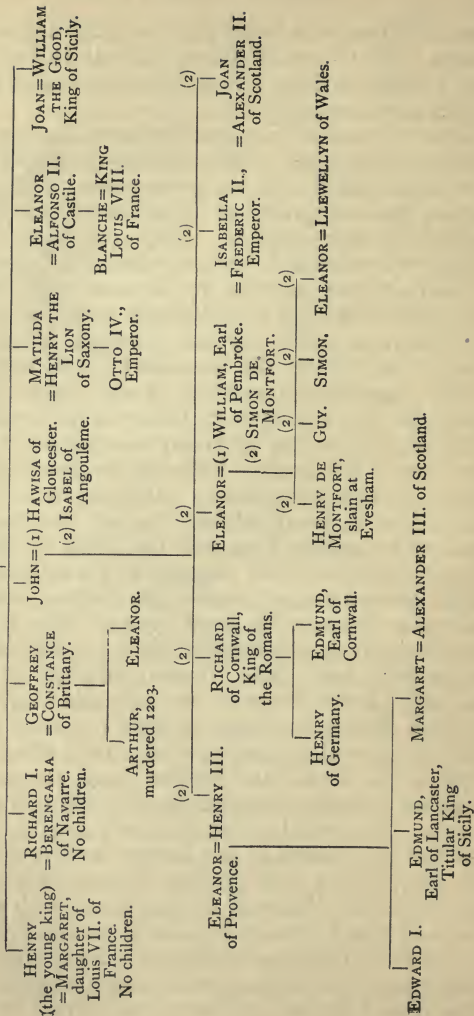 HENRY
(the young king)
= MARGARET,
daughter of
Louis VII. of
France.
No children.
RICHARD I.
= BERENGARIA
of Navarre.
No children.
GEOFFREY
= CONSTANCE
of Brittany.
ARTHUR,
murdered 1203.
ELEANOR.
JOHN = (1) HAWISA of
Gloucester.
(2) ISABEL of
Angoulême.
MATILDA
= HENRY THE
LION
of Saxony.
OTTO IV.,
Emperor.
ELEANOR
= ALFONSO II.
of Castile.
BLANCHE = KING
LOUIS VIII.
of France.
JOAN = WILLIAM
THE GOOD,
King of Sicily.
(2)
ELEANOR = HENRY III.
of Provence.
(2)
RICHARD
of Cornwall,
King of
the Romans.
HENRY
of Germany.
EDMUND,
Earl of
Cornwall.
(2)
ELEANOR = (1) WILLIAM, Earl
of Pembroke.
(2) SIMON DE
MONTFORT.
(2)
HENRY DE
MONTFORT,
slain at
Evesham.
(2)
GUY.
(2)
SIMON.
(2)
ELEANOR = LLEWELLYN of Wales.
(2)
ISABELLA
= FREDERIC II.,
Emperor.
(2)
JOAN
= ALEXANDER II.
of Scotland.
EDWARD I.
EDMUND,
Earl of Lancaster,
Titular King
of Sicily.
MARGARET = ALEXANDER III. of Scotland.